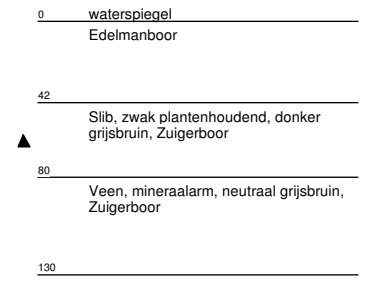 0 waterspiegel
Edelmanboor
42
Slib, zwak plantenhoudend, donker
grijsbruin, Zuigerboor
80
Veen, mineraalarm, neutraal grijsbruin,
Zuigerboor
130